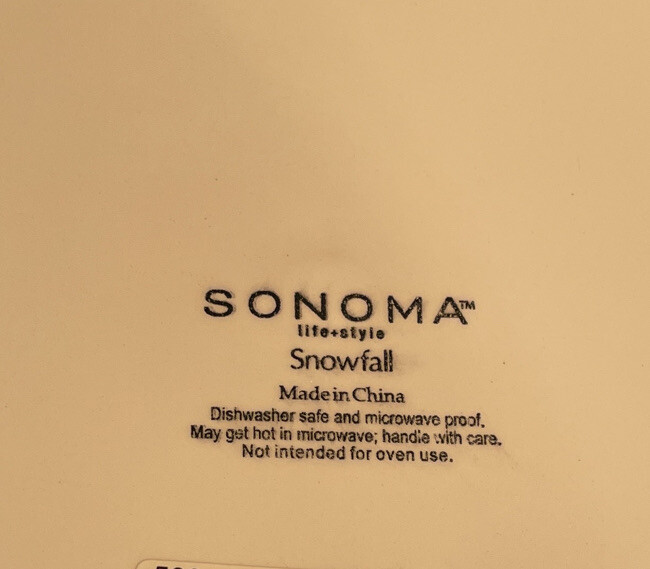 SONOMA™
life+style
Snowfall
Made in China
Dishwasher safe and microwave proof.
May get hot in microwave; handle with care.
Not intended for oven use.